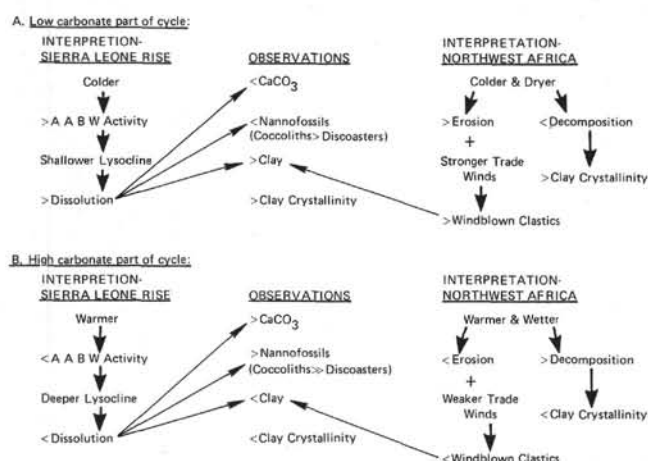 A. Low carbonate part of cycle:
INTERPRETION-
SIERRA LEONE RISE
OBSERVATIONS
INTERPRETATION-
NORTHWEST AFRICA
Colder
<CaCO3
Colder & Dryer
>A A B W Activity
<Nannofossils
(Coccoliths> Discoasters)
>Erosion
<Decomposition
+
Shallower Lysocline
>Clay
Stronger Trade
Winds
>Clay Crystallinity
>Dissolution
>Clay Crystallinity
>Windblown Clastics
B. High carbonate part of cycle:
INTERPRETATION-
SIERRA LEONE RISE
OBSERVATIONS
INTERPRETATION-
NORTHWEST AFRICA
Warmer
>CaCO3
Warmer & Wetter
<A A B W Activity
>Nannofossils
(Coccoliths≫ Discoasters)
<Erosion
>Decomposition
+
Deeper Lysocline
<Clay
Weaker Trade
Winds
<Clay Crystallinity
<Dissolution
<Clay Crystallinity
<Windblown Clastics